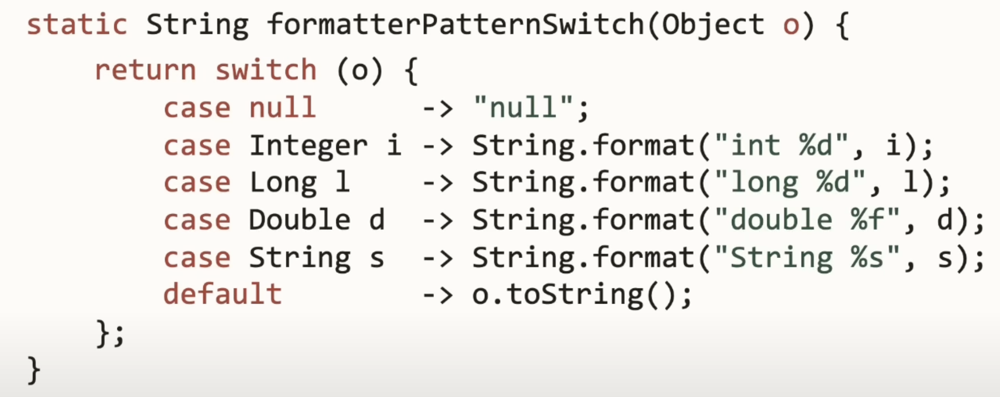 static String formatterPatternSwitch(Object o) {
    return switch (o) {
        case null      -> "null";
        case Integer i -> String.format("int %d", i);
        case Long l    -> String.format("long %d", l);
        case Double d  -> String.format("double %f", d);
        case String s  -> String.format("String %s", s);
        default        -> o.toString();
    };
}